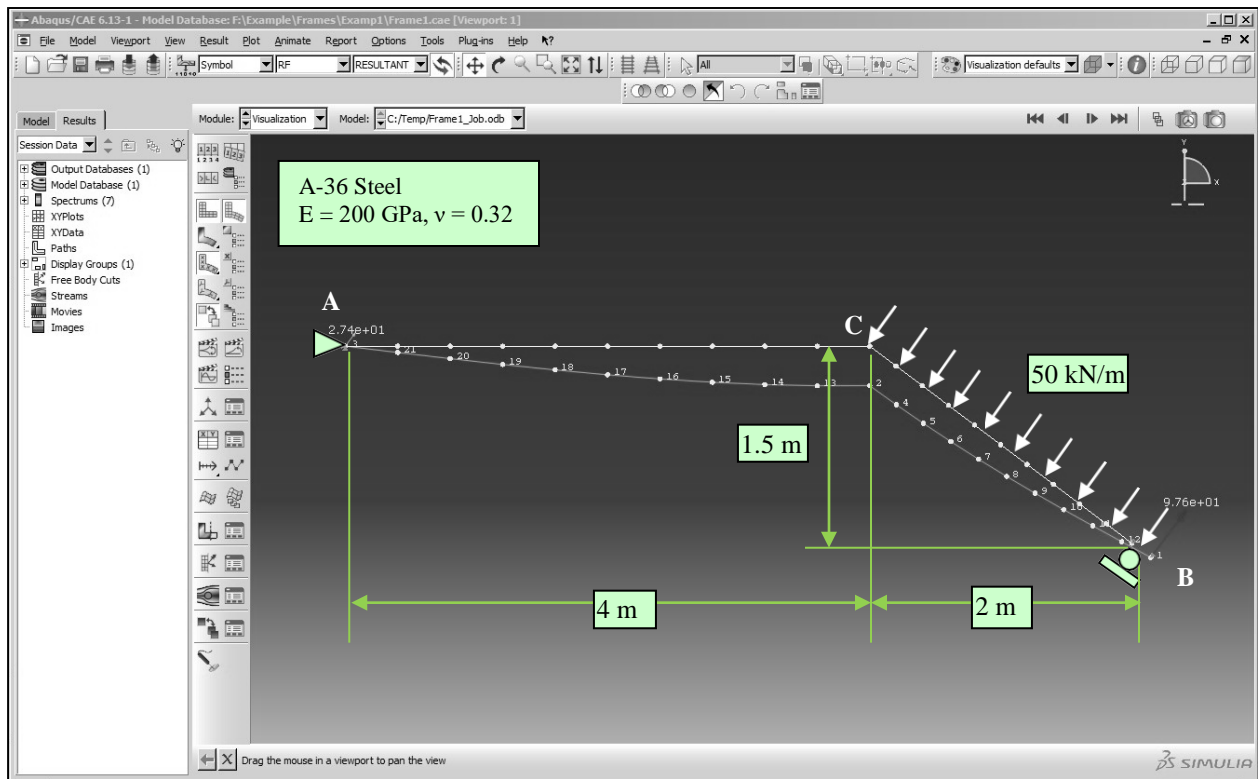 Abaqus/CAE 6.13-1 - Model Database: F:\Example\Frames\Examp1\Frame1.cae [Viewport: 1]
File Model Viewport View Result Plot Animate Report Options Tools Plug-ins Help
Symbol RF RESULTANT All Visualization defaults
Model Results Module: Visualization Model: C:/Temp/Frame1_Job.odb
Session Data
Output Databases (1)
Model Database (1)
Spectrums (7)
XYPlots
XYData
Paths
Display Groups (1)
Free Body Cuts
Streams
Movies
Images
Y
X
A-36 Steel
E = 200 GPa, ν = 0.32
A
2.74e+01
C
3 21 20 19 18 17 16 15 14 13 2
50 kN/m
4
5
6
7
8
9
10
1.5 m
9.76e+01
12
1
B
4 m
2 m
Drag the mouse in a viewport to pan the view
SIMULIA